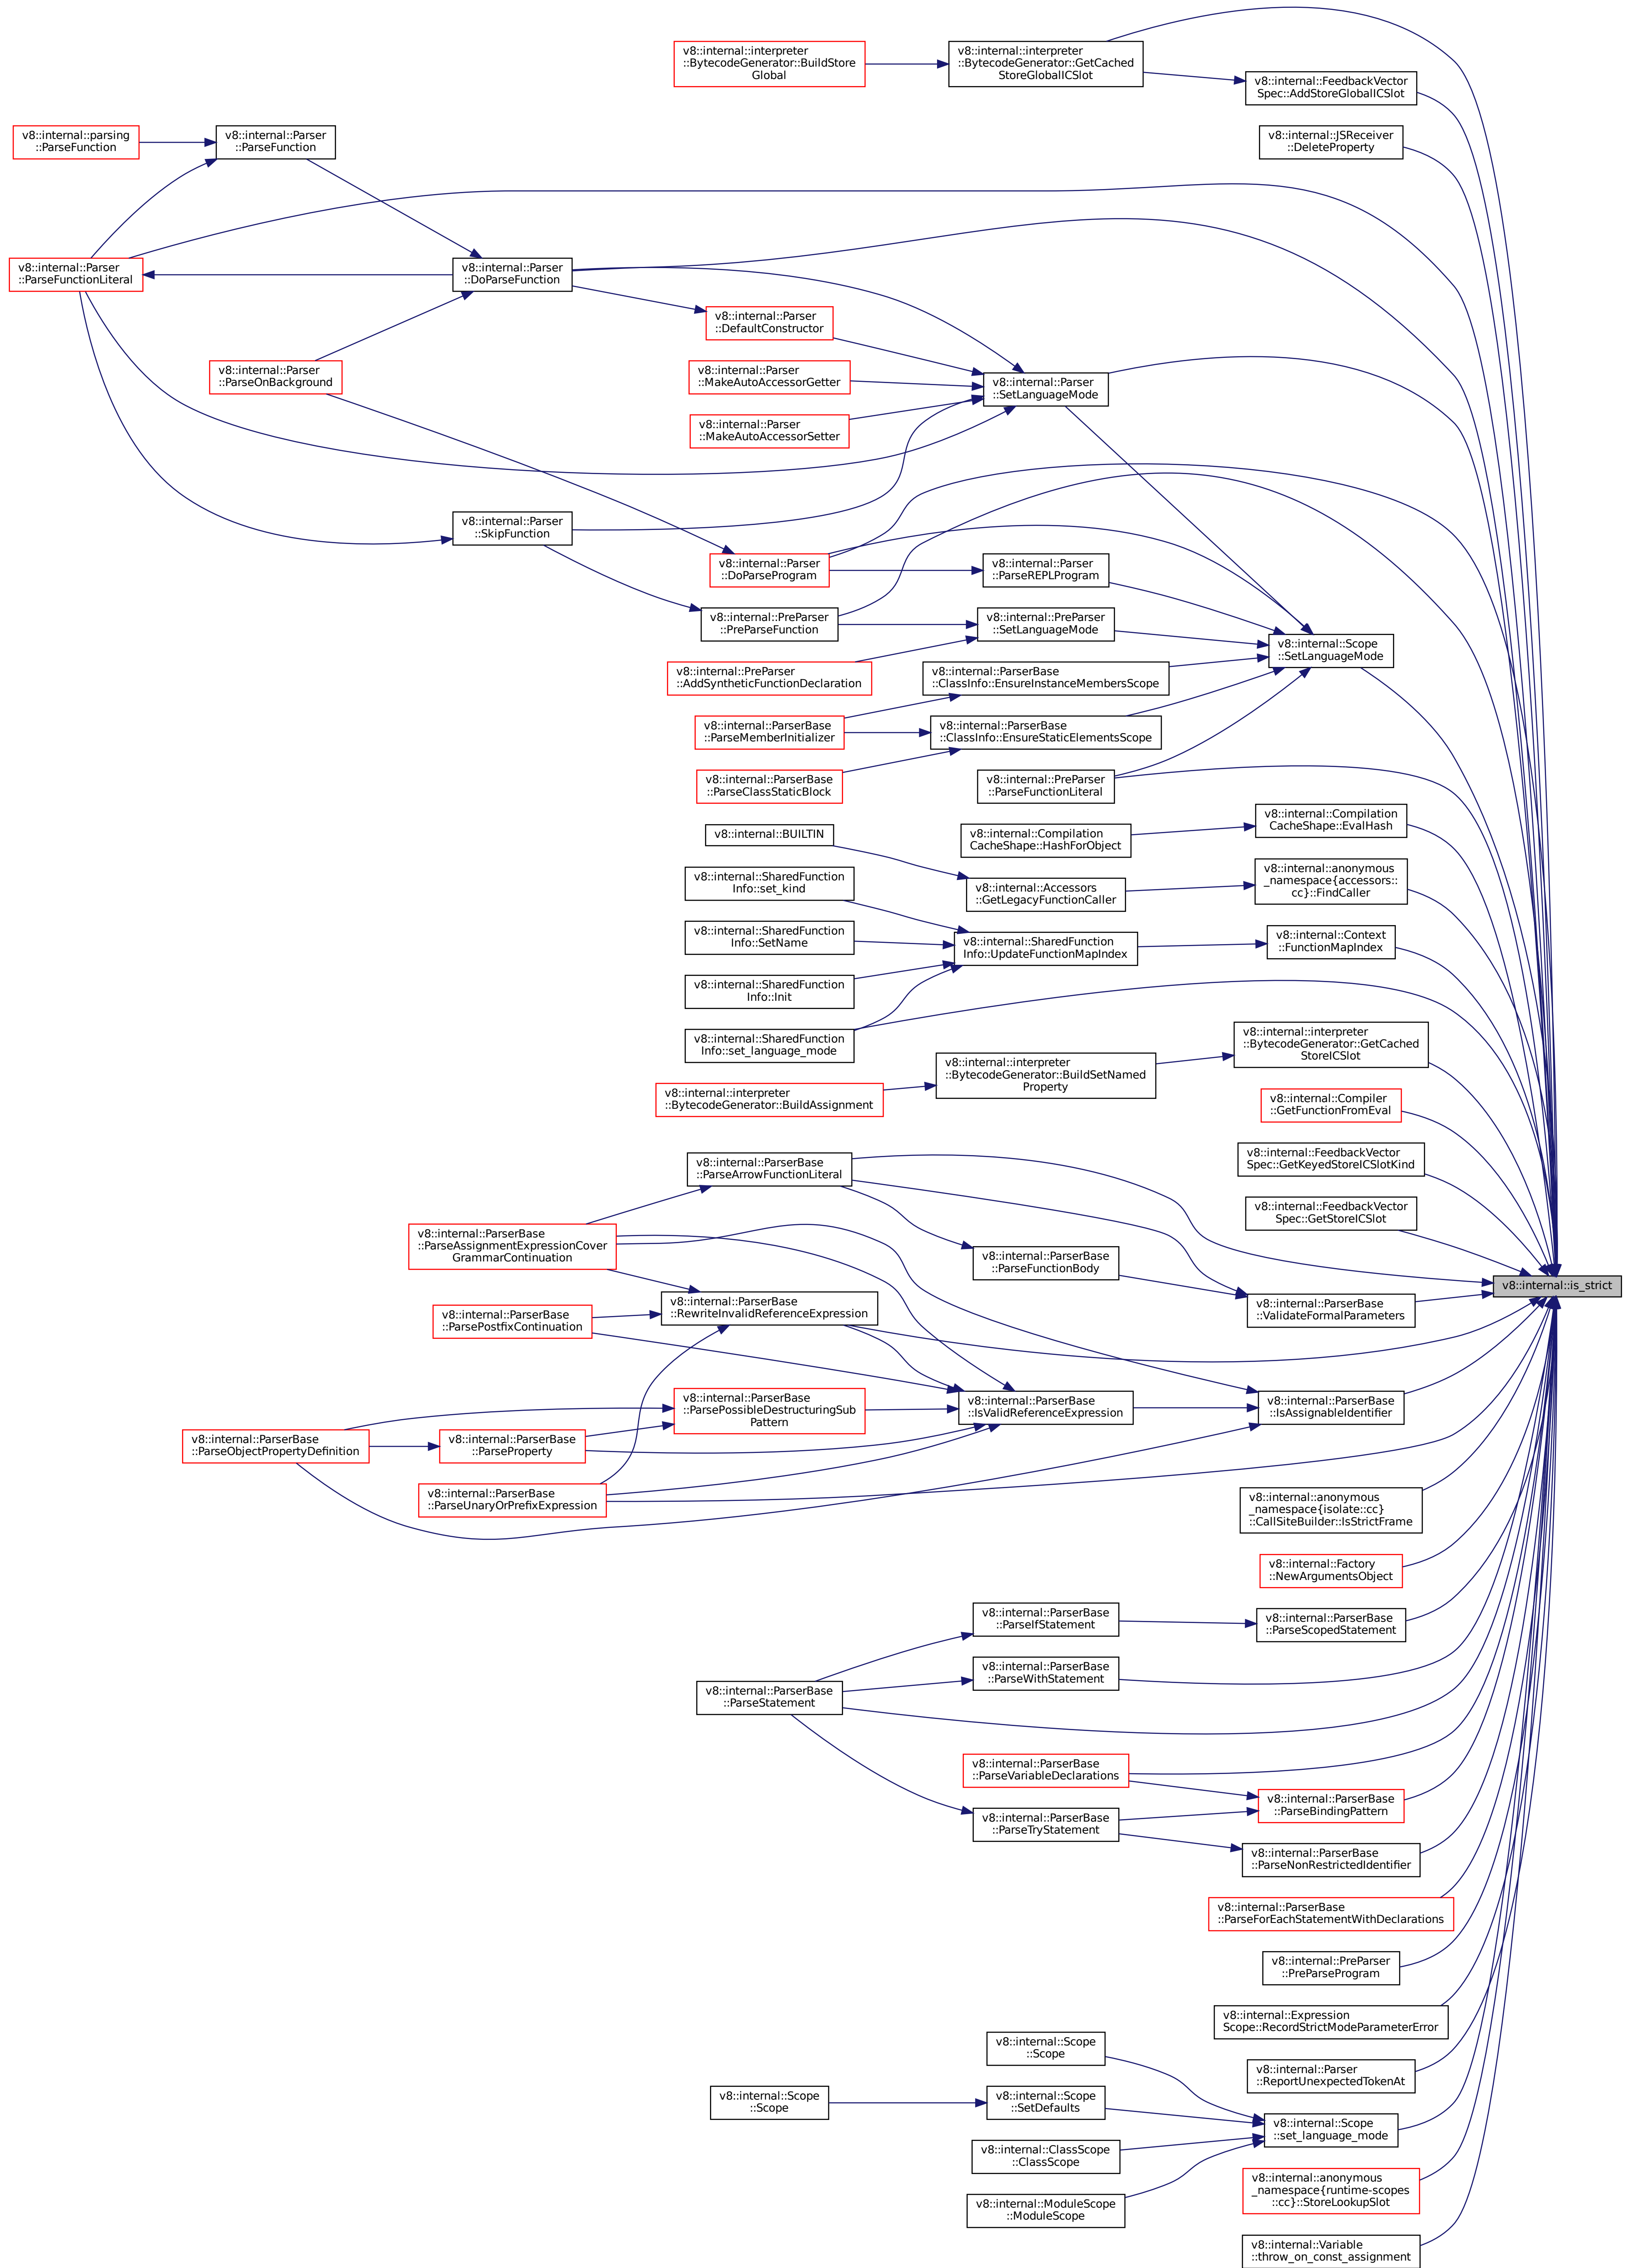 v8::internal::interpreter
::BytecodeGenerator::BuildStore
Global
v8::internal::interpreter
::BytecodeGenerator::GetCached
StoreGlobalICSlot
v8::internal::FeedbackVector
Spec::AddStoreGlobalICSlot
v8::internal::parsing
::ParseFunction
v8::internal::Parser
::ParseFunction
v8::internal::JSReceiver
::DeleteProperty
v8::internal::Parser
::ParseFunctionLiteral
v8::internal::Parser
::DoParseFunction
v8::internal::Parser
::DefaultConstructor
v8::internal::Parser
::ParseOnBackground
v8::internal::Parser
::MakeAutoAccessorGetter
v8::internal::Parser
::SetLanguageMode
v8::internal::Parser
::MakeAutoAccessorSetter
v8::internal::Parser
::SkipFunction
v8::internal::Parser
::DoParseProgram
v8::internal::Parser
::ParseREPLProgram
v8::internal::PreParser
::PreParseFunction
v8::internal::PreParser
::SetLanguageMode
v8::internal::Scope
::SetLanguageMode
v8::internal::PreParser
::AddSyntheticFunctionDeclaration
v8::internal::ParserBase
::ClassInfo::EnsureInstanceMembersScope
v8::internal::ParserBase
::ParseMemberInitializer
v8::internal::ParserBase
::ClassInfo::EnsureStaticElementsScope
v8::internal::ParserBase
::ParseClassStaticBlock
v8::internal::PreParser
::ParseFunctionLiteral
v8::internal::BUILTIN
v8::internal::Compilation
CacheShape::HashForObject
v8::internal::Compilation
CacheShape::EvalHash
v8::internal::SharedFunction
Info::set_kind
v8::internal::Accessors
::GetLegacyFunctionCaller
v8::internal::anonymous
_namespace{accessors::
cc}::FindCaller
v8::internal::SharedFunction
Info::SetName
v8::internal::SharedFunction
Info::UpdateFunctionMapIndex
v8::internal::Context
::FunctionMapIndex
v8::internal::SharedFunction
Info::Init
v8::internal::SharedFunction
Info::set_language_mode
v8::internal::interpreter
::BytecodeGenerator::GetCached
StoreICSlot
v8::internal::interpreter
::BytecodeGenerator::BuildSetNamed
Property
v8::internal::interpreter
::BytecodeGenerator::BuildAssignment
v8::internal::Compiler
::GetFunctionFromEval
v8::internal::FeedbackVector
Spec::GetKeyedStoreICSlotKind
v8::internal::ParserBase
::ParseArrowFunctionLiteral
v8::internal::FeedbackVector
Spec::GetStoreICSlot
v8::internal::ParserBase
::ParseAssignmentExpressionCover
GrammarContinuation
v8::internal::ParserBase
::ParseFunctionBody
v8::internal::is_strict
v8::internal::ParserBase
::RewriteInvalidReferenceExpression
v8::internal::ParserBase
::ValidateFormalParameters
v8::internal::ParserBase
::ParsePostfixContinuation
v8::internal::ParserBase
::ParsePossibleDestructuringSub
Pattern
v8::internal::ParserBase
::IsValidReferenceExpression
v8::internal::ParserBase
::IsAssignableIdentifier
v8::internal::ParserBase
::ParseObjectPropertyDefinition
v8::internal::ParserBase
::ParseProperty
v8::internal::ParserBase
::ParseUnaryOrPrefixExpression
v8::internal::anonymous
_namespace{isolate::cc}
::CallSiteBuilder::IsStrictFrame
v8::internal::Factory
::NewArgumentsObject
v8::internal::ParserBase
::ParseIfStatement
v8::internal::ParserBase
::ParseScopedStatement
v8::internal::ParserBase
::ParseWithStatement
v8::internal::ParserBase
::ParseStatement
v8::internal::ParserBase
::ParseVariableDeclarations
v8::internal::ParserBase
::ParseBindingPattern
v8::internal::ParserBase
::ParseTryStatement
v8::internal::ParserBase
::ParseNonRestrictedIdentifier
v8::internal::ParserBase
::ParseForEachStatementWithDeclarations
v8::internal::PreParser
::PreParseProgram
v8::internal::Expression
Scope::RecordStrictModeParameterError
v8::internal::Scope
::Scope
v8::internal::Parser
::ReportUnexpectedTokenAt
v8::internal::Scope
::Scope
v8::internal::Scope
::SetDefaults
v8::internal::Scope
::set_language_mode
v8::internal::ClassScope
::ClassScope
v8::internal::anonymous
_namespace{runtime-scopes
::cc}::StoreLookupSlot
v8::internal::ModuleScope
::ModuleScope
v8::internal::Variable
::throw_on_const_assignment